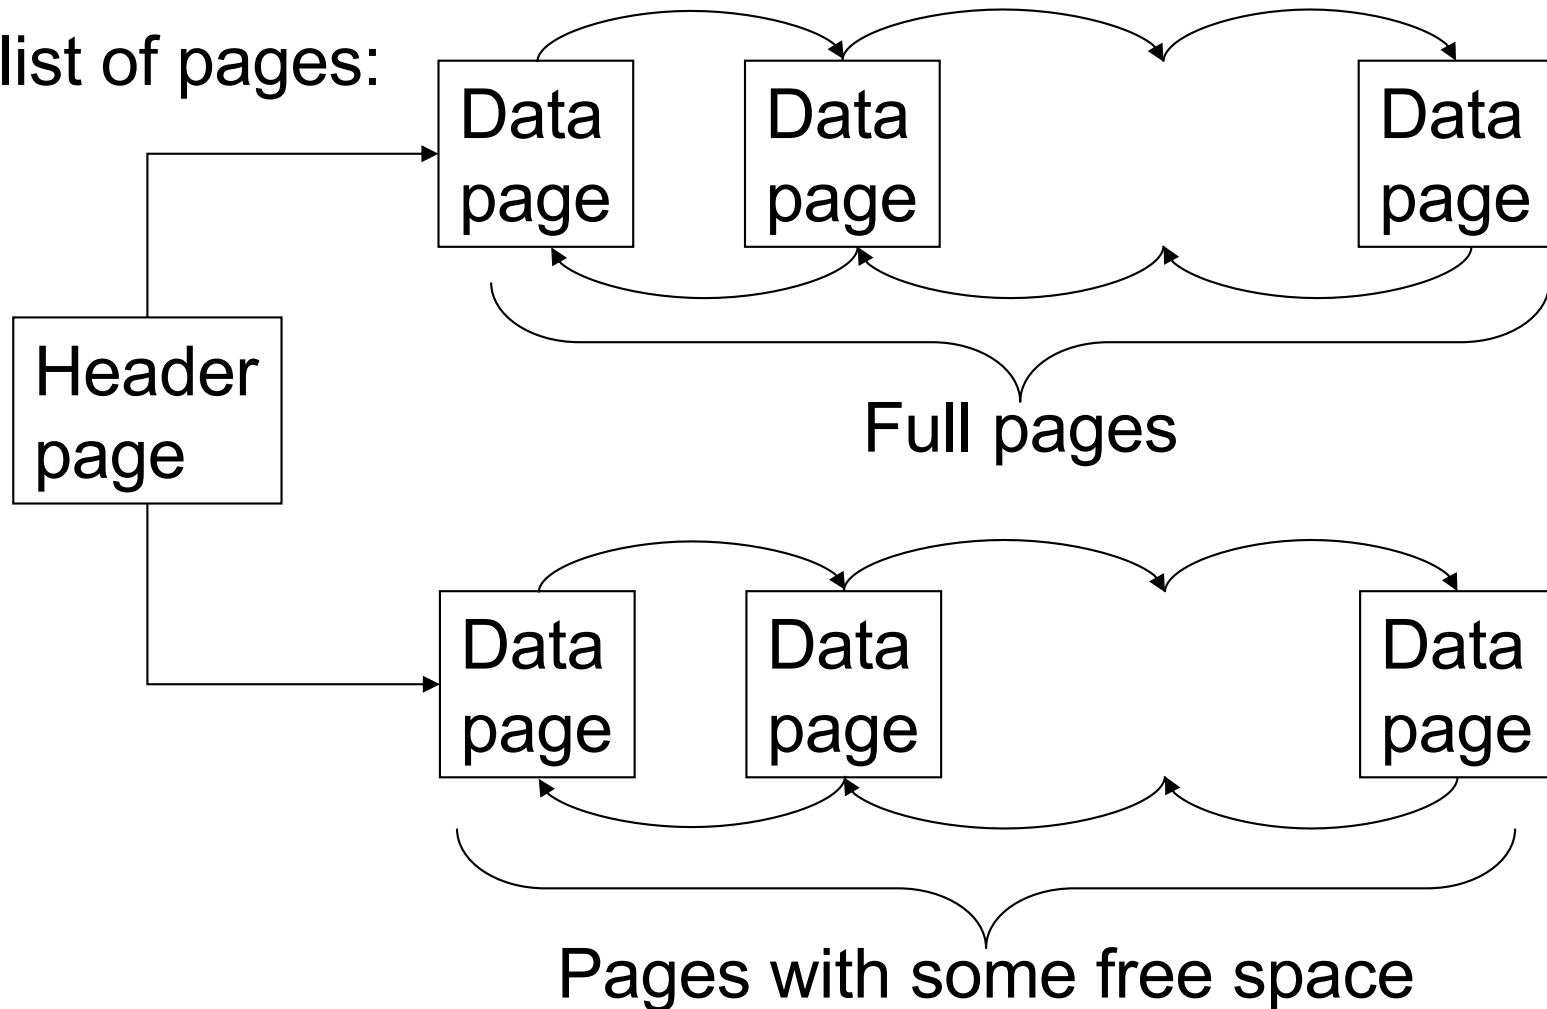 list of pages:
Data
page
Data
page
Data
page
Header
page
Full pages
Data
page
Data
page
Data
page
Pages with some free space